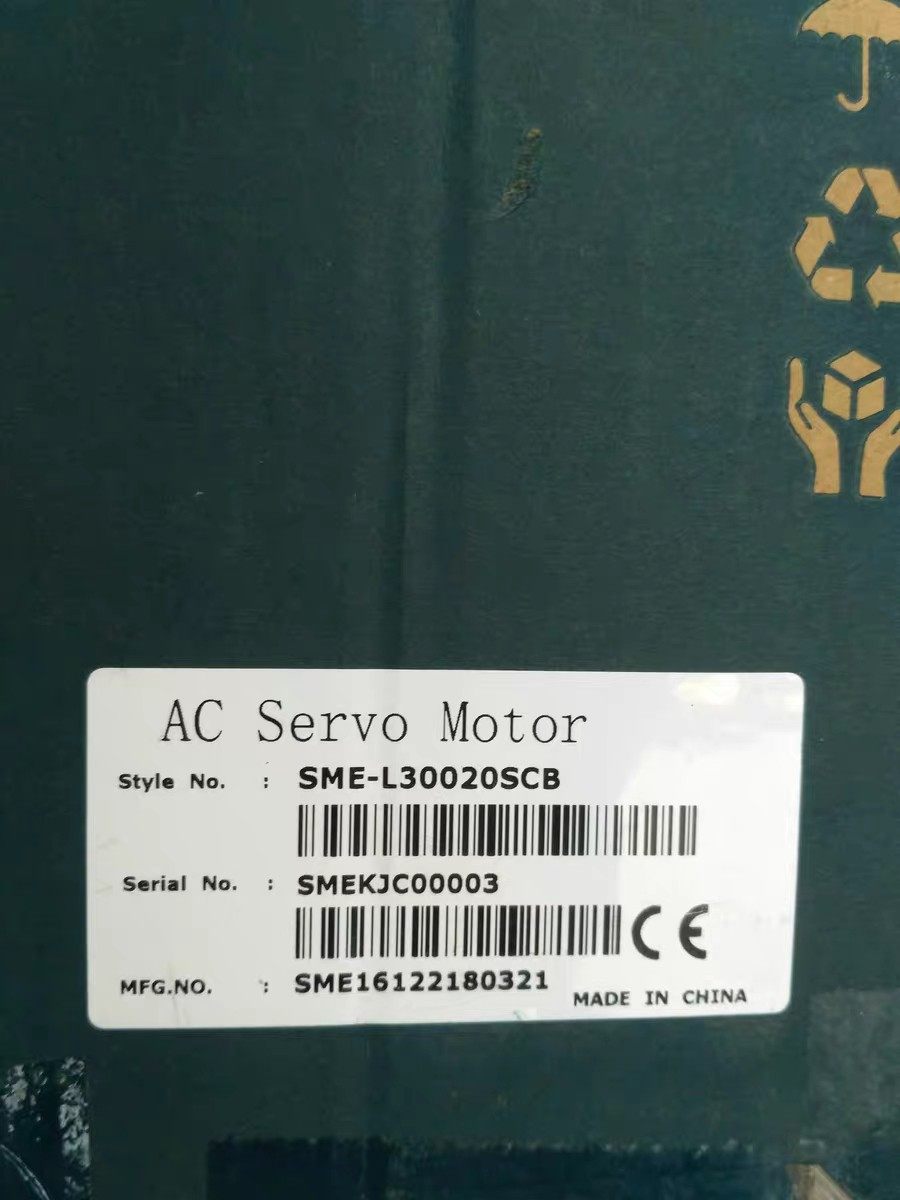 AC Servo Motor
Style No. : SME-L30020SCB
Serial No. : SMEKJC00003
CE
MFG.NO. : SME16122180321
MADE IN CHINA